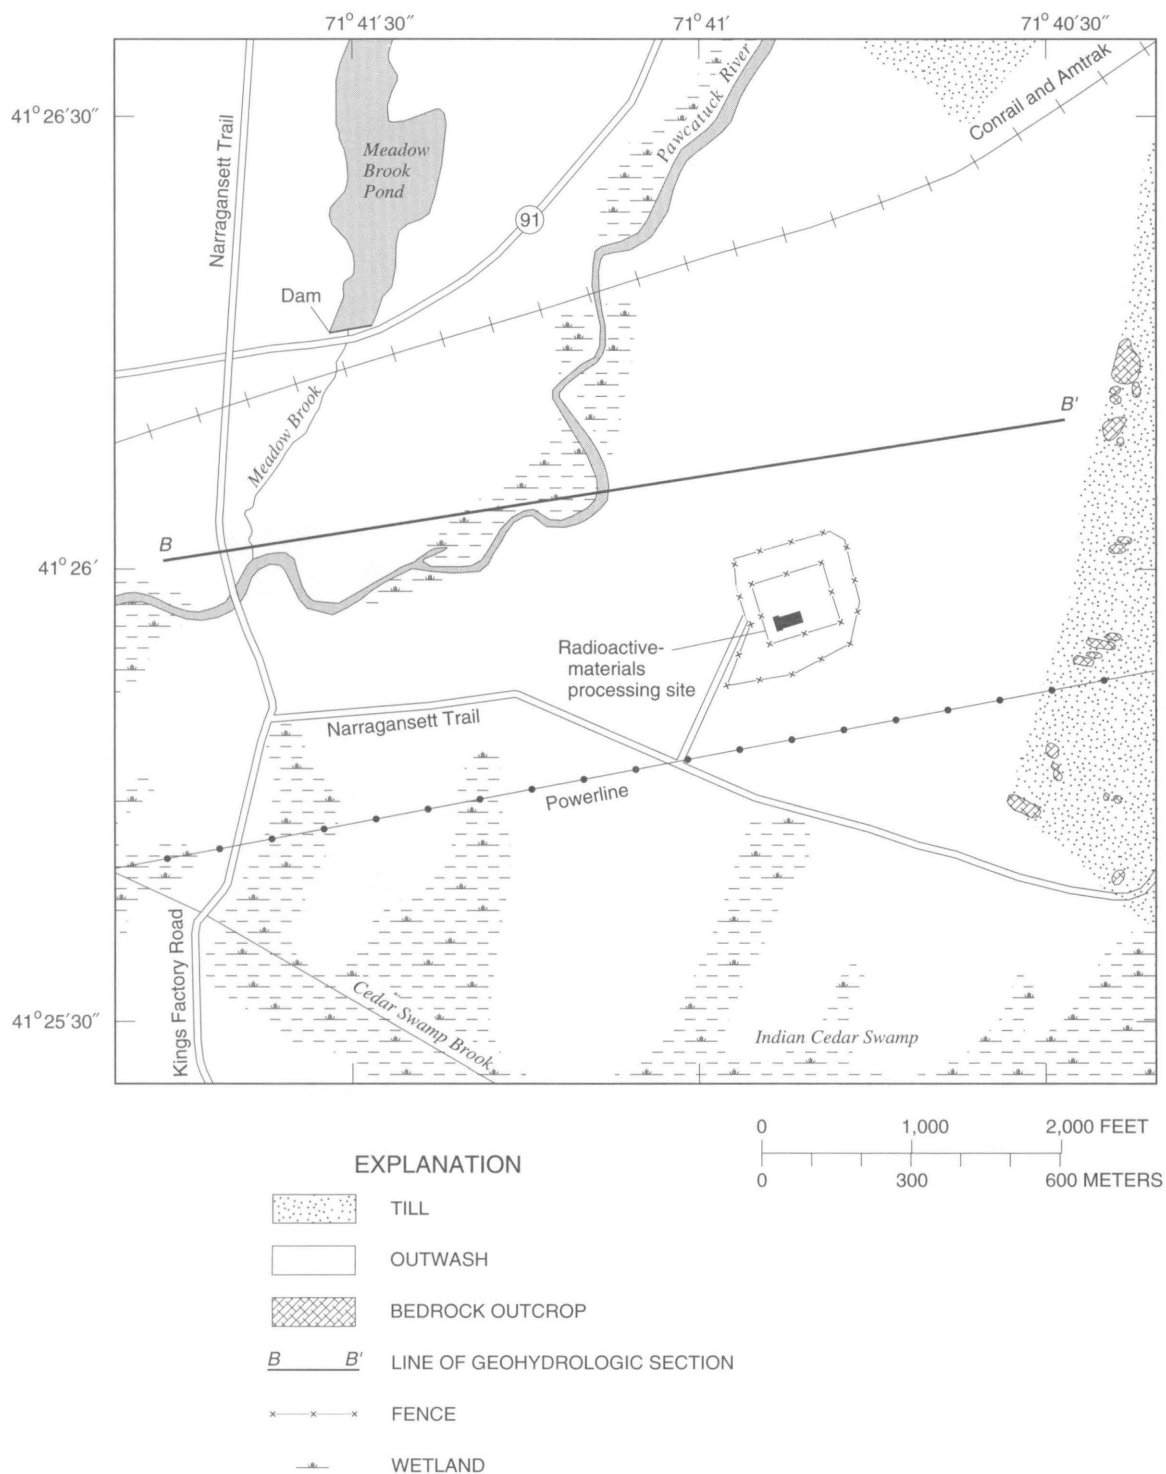 71° 41′30″
71° 41′
71° 40′30″
41° 26′30″
41° 26′
41° 25′30″
Narragansett Trail
Meadow
Brook
Pond
91
Pawcatuck River
Conrail and Amtrak
Dam
Meadow Brook
B
B'
Radioactive-
materials
processing site
Narragansett Trail
Powerline
Kings Factory Road
Cedar Swamp Brook
Indian Cedar Swamp
0 1,000 2,000 FEET
0 300 600 METERS
EXPLANATION
TILL
OUTWASH
BEDROCK OUTCROP
B B' LINE OF GEOHYDROLOGIC SECTION
FENCE
WETLAND